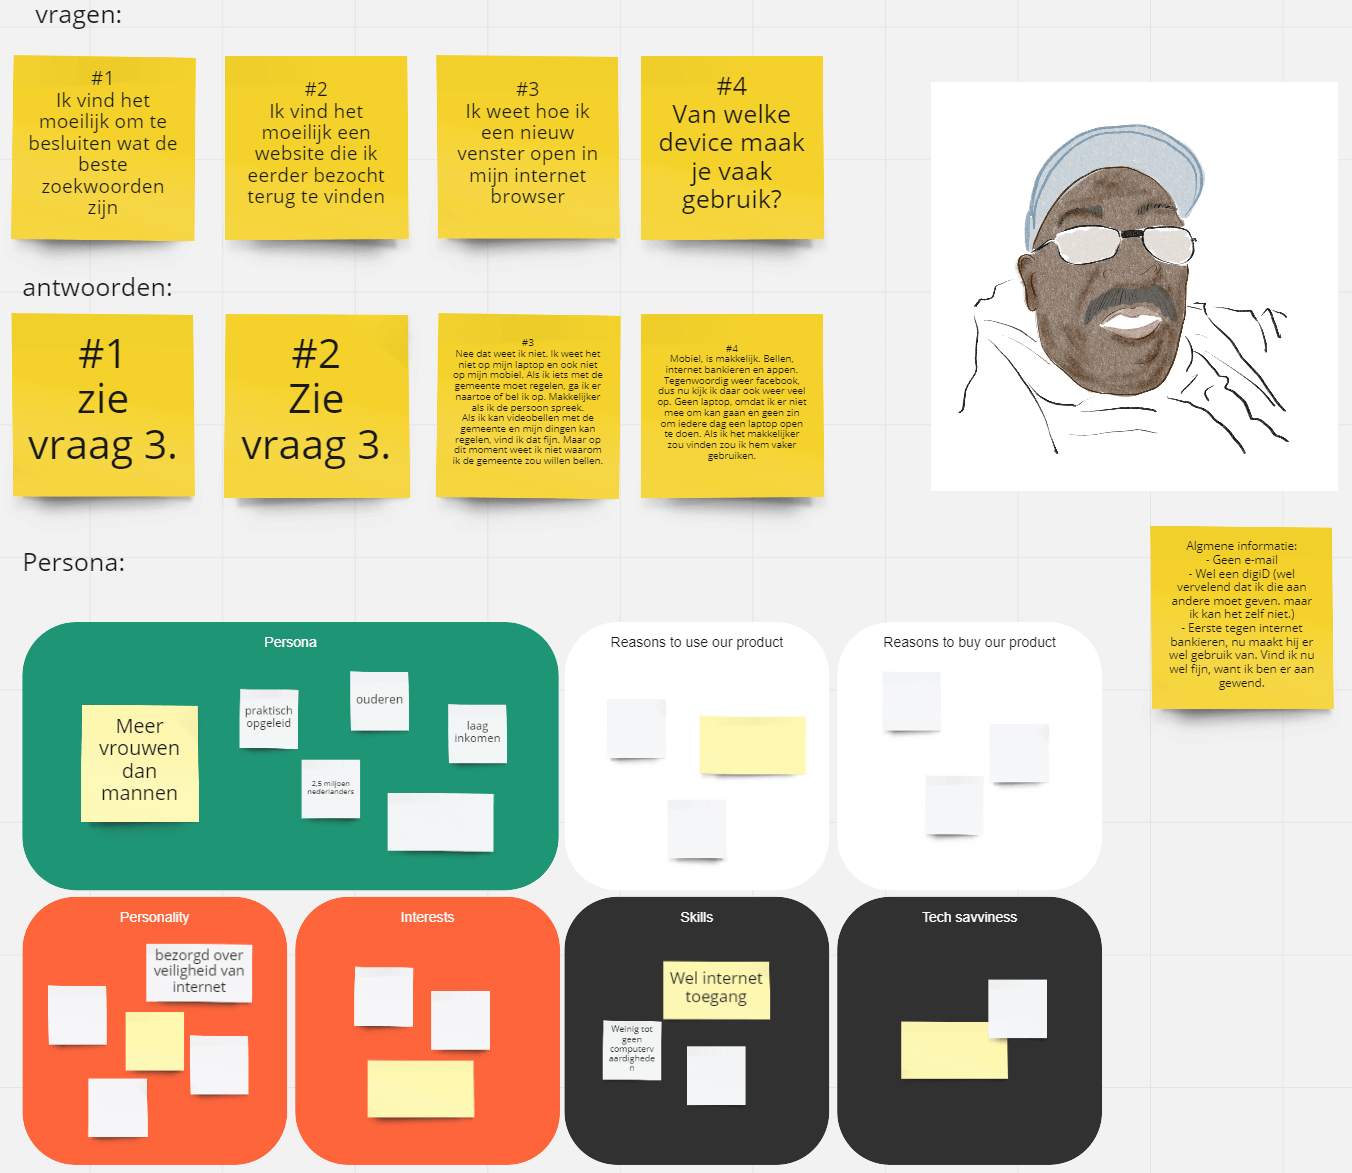 vragen:
#1
Ik vind het
moeilijk om te
besluiten wat de
beste
zoekwoorden
zijn
#2
Ik vind het
moeilijk een
website die ik
eerder bezocht
terug te vinden
#3
Ik weet hoe ik
een nieuw
venster open in
mijn internet
browser
#4
Van welke
device maak
je vaak
gebruik?
antwoorden:
#1
zie
vraag 3.
#2
Zie
vraag 3.
#3
Nee dat weet ik niet. Ik weet het
niet op mijn laptop en ook niet
op mijn mobiel. Als ik iets met de
gemeente moet regelen, ga ik er
naartoe of bel ik op. Makkelijker
als ik de persoon spreek.
Als ik kan videobellen met de
gemeente en mijn dingen kan
regelen, vind ik dat fijn. Maar op
dit moment weet ik niet waarom
ik de gemeente zou willen bellen.
#4
Mobiel, is makkelijk. Bellen,
internet bankieren en appen.
Tegenwoordig weer facebook,
dus nu kijk ik daar ook weer veel
op. Geen laptop, omdat ik er niet
mee om kan gaan en geen zin
om iedere dag een laptop open
te doen. Als ik het makkelijker
zou vinden zou ik hem vaker
gebruiken.
Algmene informatie:
- Geen e-mail
- Wel een digiD (wel
vervelend dat ik die aan
andere moet geven. maar
ik kan het zelf niet.)
- Eerste tegen internet
bankieren, nu maakt hij er
wel gebruik van. Vind ik nu
wel fijn, want ik ben er aan
gewend.
Persona:
Persona
Meer
vrouwen
dan
mannen
praktisch
opgeleid
ouderen
laag
inkomen
2,5 miljoen
nederlanders
Reasons to use our product
Reasons to buy our product
Personality
bezorgd over
veiligheid van
internet
Interests
Skills
Wel internet
toegang
Weinig tot
geen
computerv
aardighede
n
Tech savviness